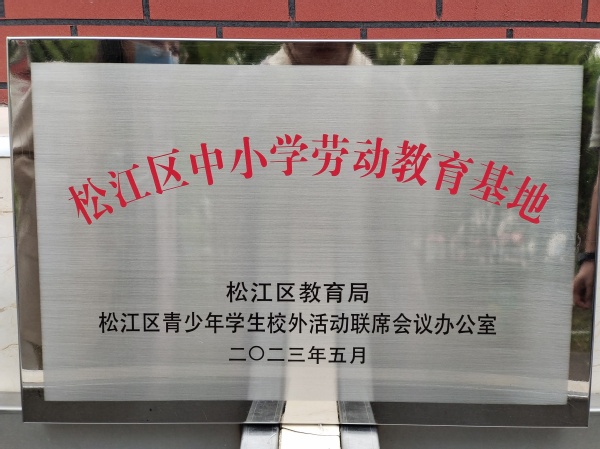 松江区中小学劳动教育基地
松江区教育局
松江区青少年学生校外活动联席会议办公室
二〇二三年五月